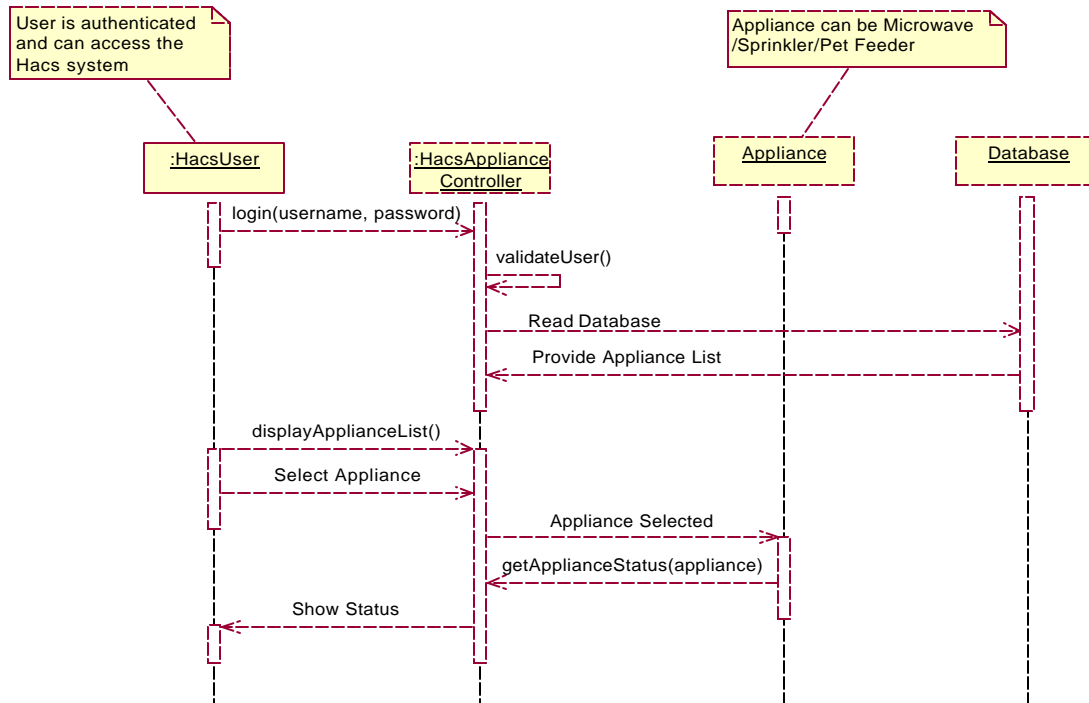 User is authenticated
and can access the
Hacs system
Appliance can be Microwave
/Sprinkler/Pet Feeder
:HacsUser
:HacsAppliance
Controller
Appliance
Database
login(username, password)
validateUser()
Read Database
Provide Appliance List
displayApplianceList()
Select Appliance
Appliance Selected
getApplianceStatus(appliance)
Show Status